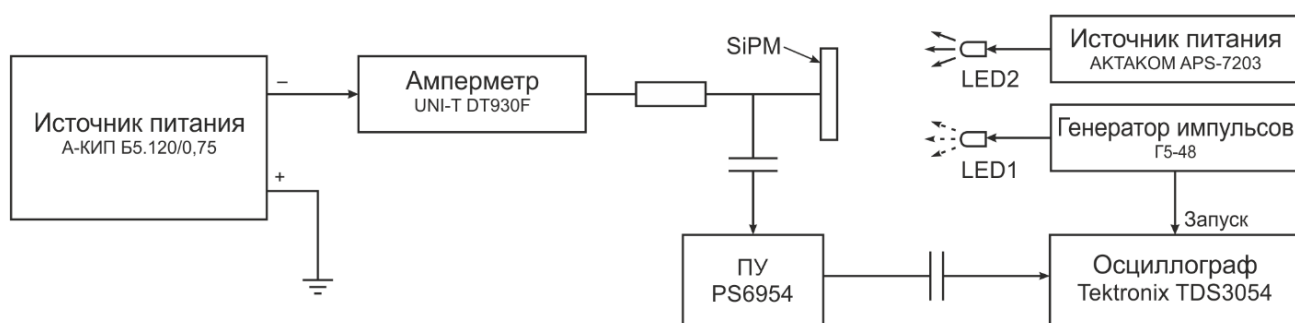 Источник питания
А-КИП Б5.120/0,75
–
+
Амперметр
UNI-T DT930F
SiPM
LED2
Источник питания
AKTAKOM APS-7203
LED1
Генератор импульсов
Г5-48
Запуск
ПУ
PS6954
Осциллограф
Tektronix TDS3054